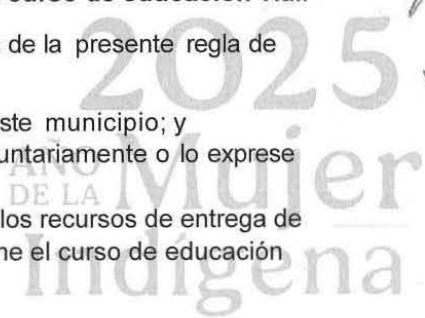 curso de educación vial.
de la presente regla de
2025
ste municipio; y
untariamente o lo exprese
AÑO
DE LA Mujer
los recursos de entrega de
ne el curso de educación
Indígena